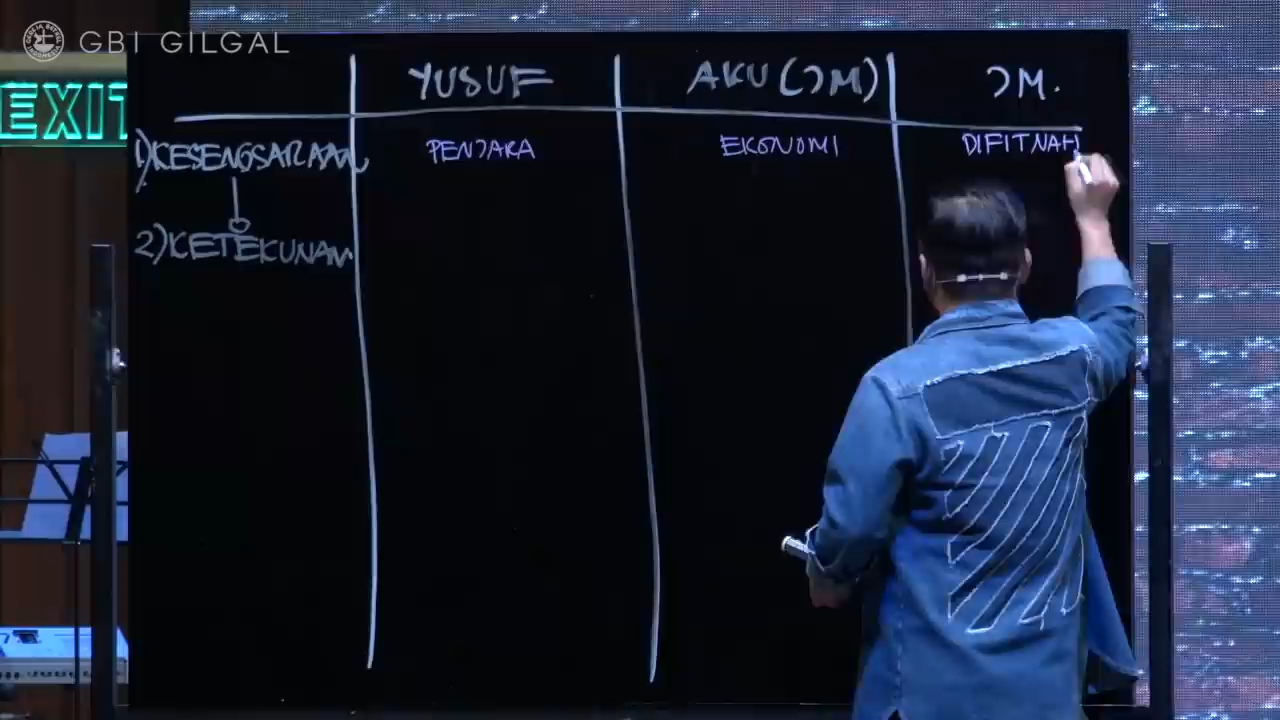 GBI GILGAL
EXIT
YUSUF AKU (JM) JM.
1) KESENGSARAAN PENJARA EKONOMI DIFITNAH
2) KETEKUNAN